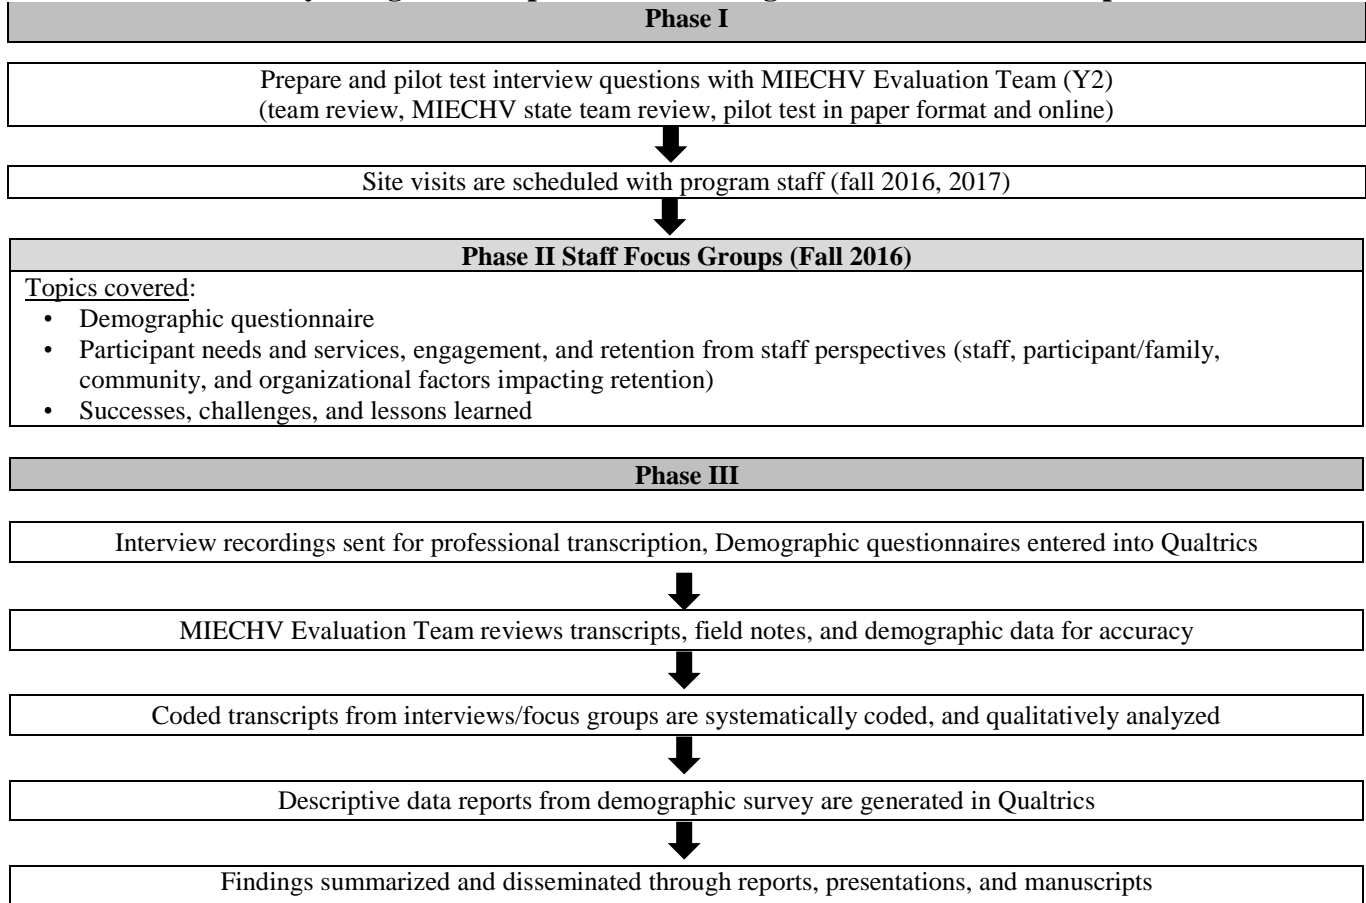 Phase I
Prepare and pilot test interview questions with MIECHV Evaluation Team (Y2)
(team review, MIECHV state team review, pilot test in paper format and online)
Site visits are scheduled with program staff (fall 2016, 2017)
Phase II Staff Focus Groups (Fall 2016)
Topics covered:
• Demographic questionnaire
• Participant needs and services, engagement, and retention from staff perspectives (staff, participant/family,
community, and organizational factors impacting retention)
• Successes, challenges, and lessons learned
Phase III
Interview recordings sent for professional transcription, Demographic questionnaires entered into Qualtrics
MIECHV Evaluation Team reviews transcripts, field notes, and demographic data for accuracy
Coded transcripts from interviews/focus groups are systematically coded, and qualitatively analyzed
Descriptive data reports from demographic survey are generated in Qualtrics
Findings summarized and disseminated through reports, presentations, and manuscripts